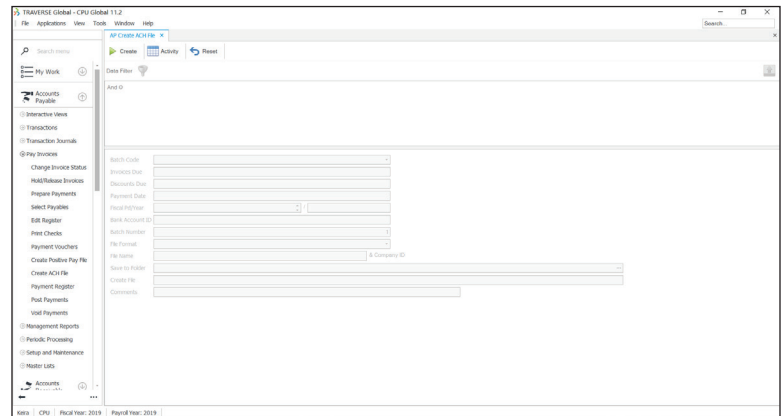 TRAVERSE Global - CPU Global 11.2
File Applications View Tools Window Help
Search...
AP Create ACH File ×
Search menu
Create Activity Reset
My Work
Data Filter
And
Accounts Payable
Interactive Views
Transactions
Transaction Journals
Pay Invoices
Change Invoice Status
Hold/Release Invoices
Prepare Payments
Select Payables
Edit Register
Print Checks
Payment Vouchers
Create Positive Pay File
Create ACH File
Payment Register
Post Payments
Void Payments
Management Reports
Periodic Processing
Setup and Maintenance
Master Lists
Accounts
Batch Code
Invoices Due
Discounts Due
Payment Date
Fiscal Pd/Year /
Bank Account ID
Batch Number
File Format
File Name & Company ID
Save to Folder
Create File
Comments
Keira CPU Fiscal Year: 2019 Payroll Year: 2019